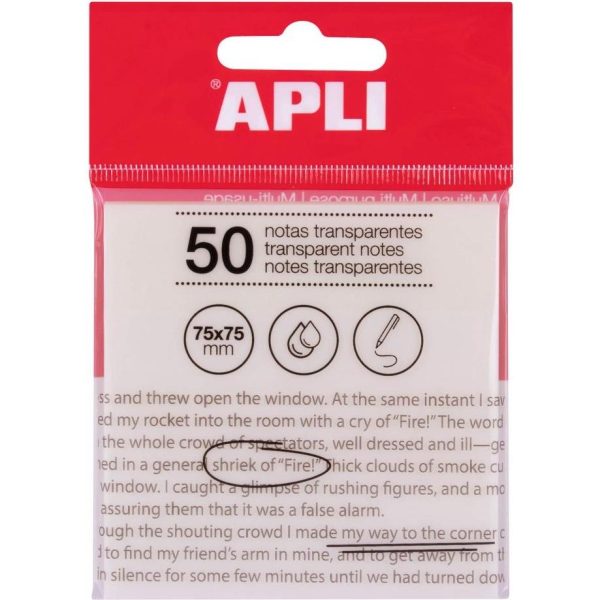 ® APLI
Multiuso | Multi purpose | Multi-usage
50
notas transparentes
transparent notes
notes transparentes
75x75
mm
ss and threw open the window. At the same instant I saw
ed my rocket into the room with a cry of “Fire!” The word
the whole crowd of spectators, well dressed and ill—ge
ned in a general shriek of “Fire!” Thick clouds of smoke cu
window. I caught a glimpse of rushing figures, and a mo
assuring them that it was a false alarm.
ough the shouting crowd I made my way to the corner o
d to find my friend’s arm in mine, and to get away from t
in silence for some few minutes until we had turned dow